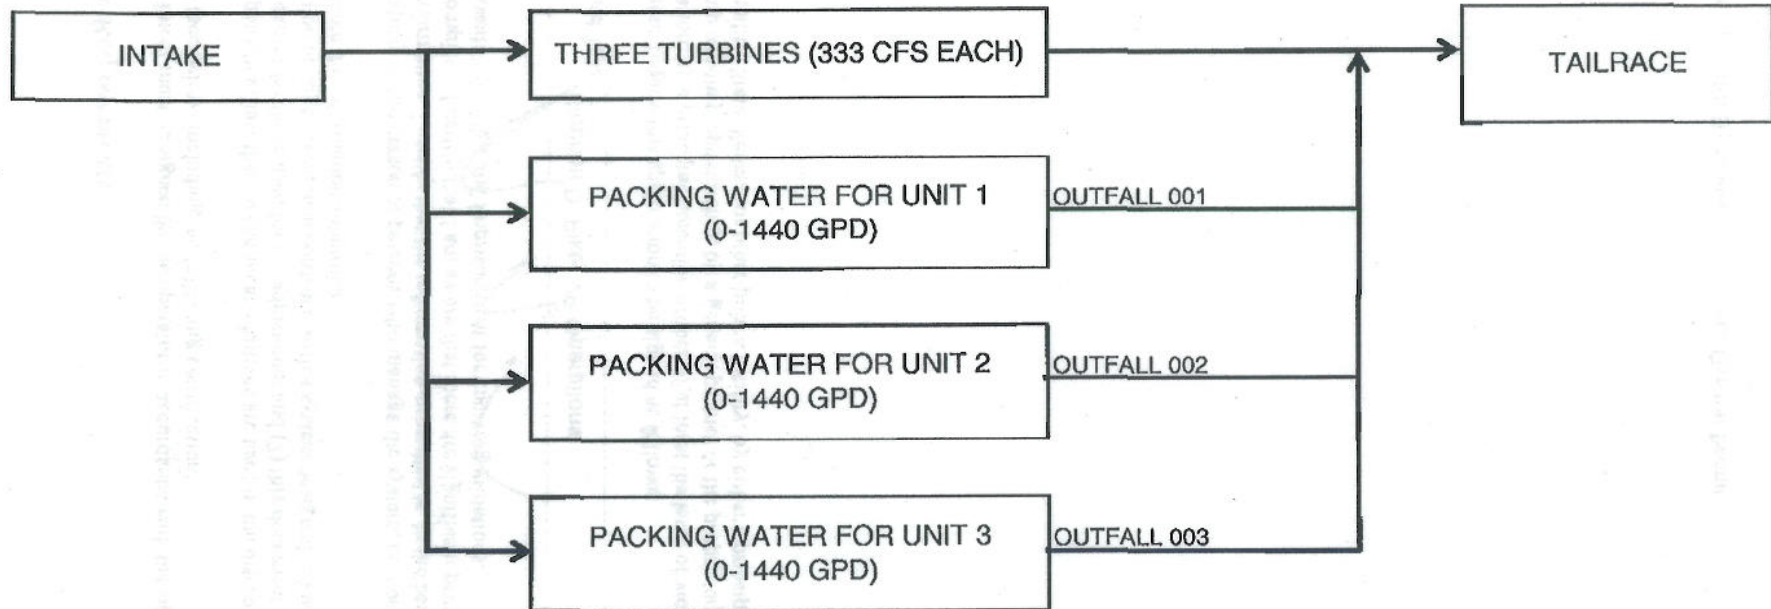 INTAKE
THREE TURBINES (333 CFS EACH)
TAILRACE
PACKING WATER FOR UNIT 1
(0-1440 GPD)
OUTFALL 001
PACKING WATER FOR UNIT 2
(0-1440 GPD)
OUTFALL 002
PACKING WATER FOR UNIT 3
(0-1440 GPD)
OUTFALL 003